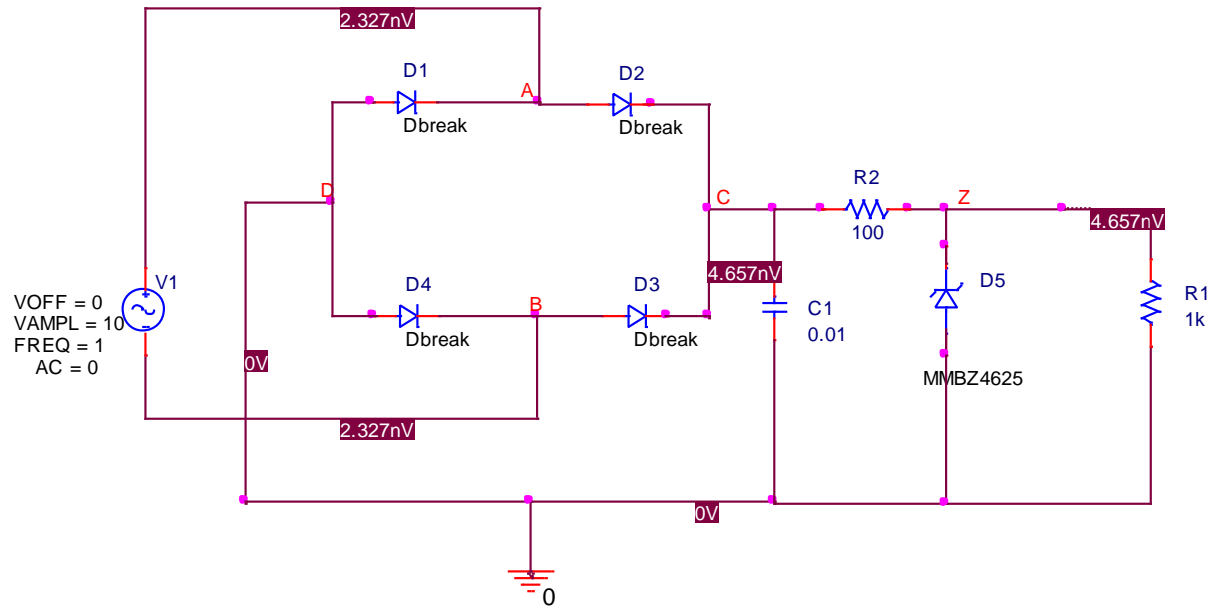 2.327nV
D1
D2
A
Dbreak
Dbreak
D
C
R2
Z
100
4.657nV
4.657nV
V1
VOFF = 0
VAMPL = 10
FREQ = 1
AC = 0
D4
B
D3
Dbreak
Dbreak
C1
0.01
D5
R1
1k
0V
MMBZ4625
2.327nV
0V
0